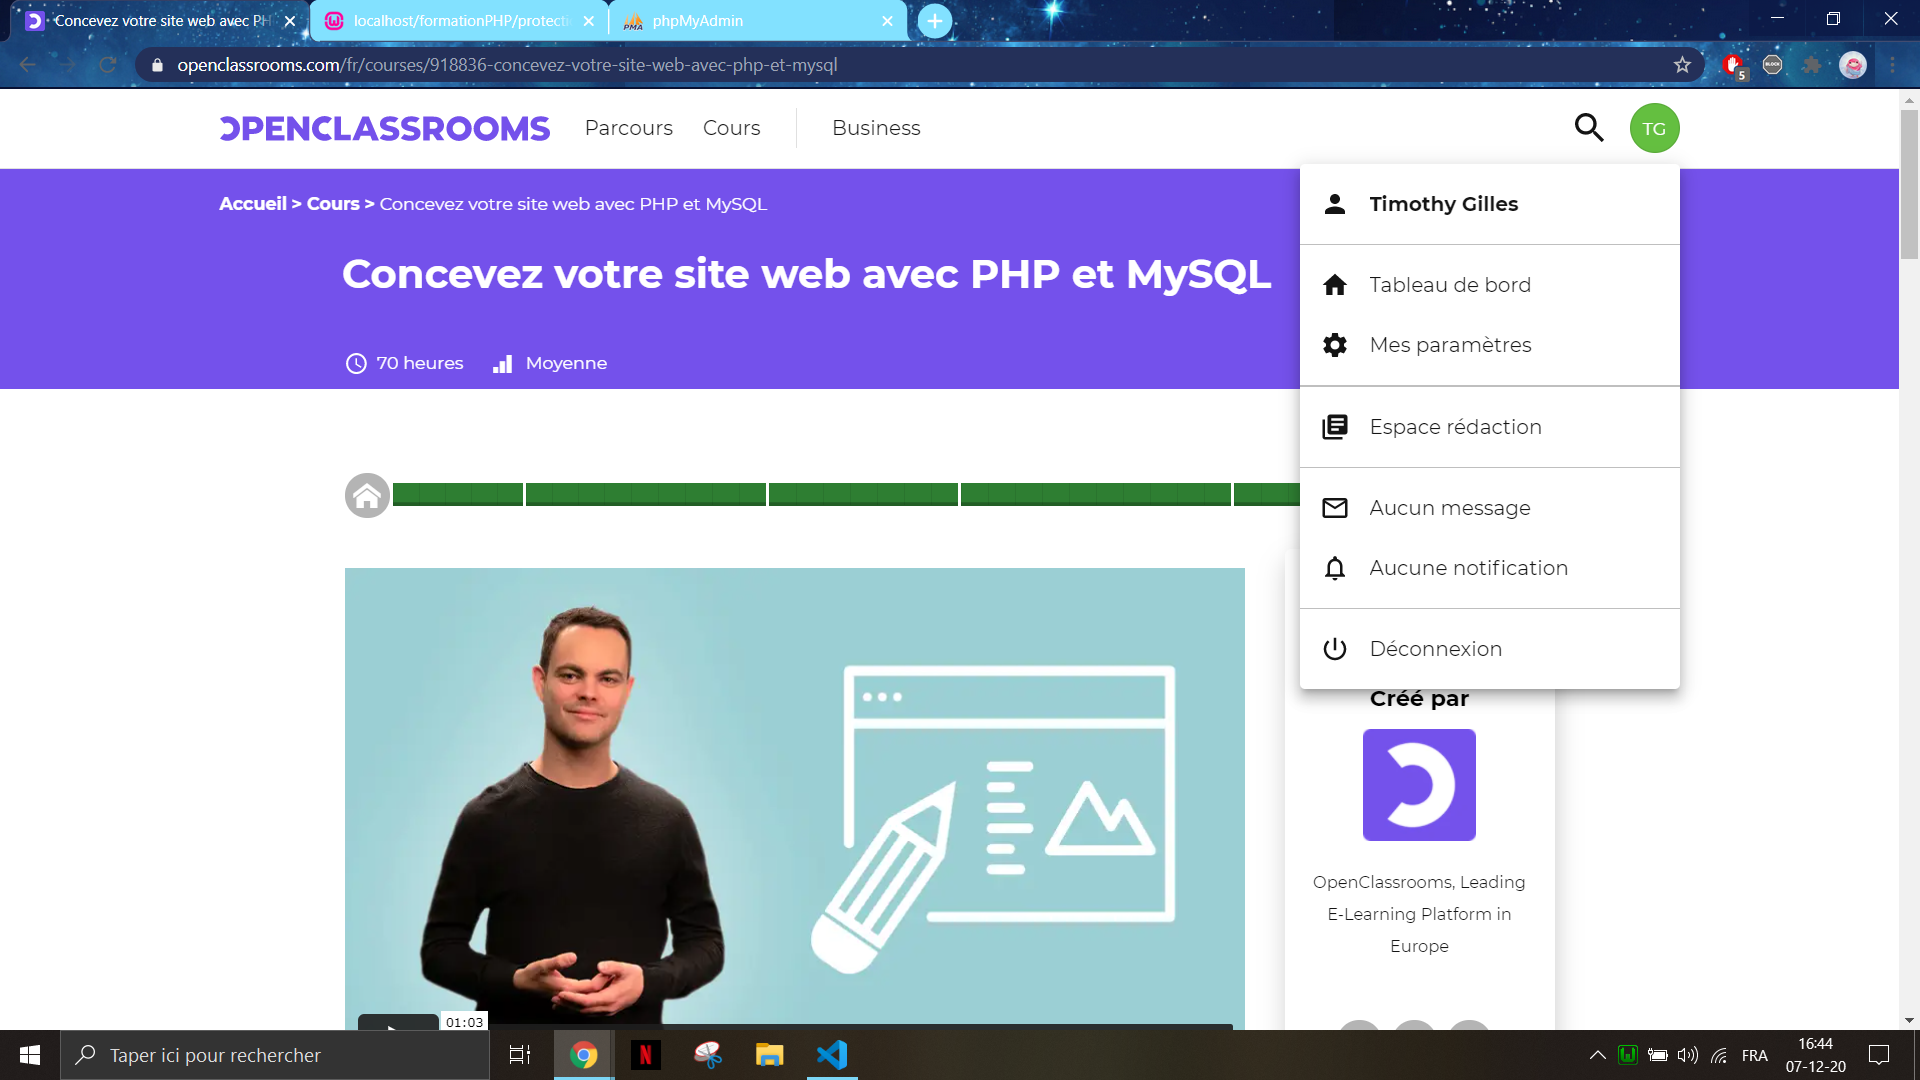 Concevez votre site web avec PH
localhost/formationPHP/protecti
phpMyAdmin
openclassrooms.com/fr/courses/918836-concevez-votre-site-web-avec-php-et-mysql
5
OPENCLASSROOMS
Parcours
Cours
Business
TG
Accueil > Cours > Concevez votre site web avec PHP et MySQL
Concevez votre site web avec PHP et MySQL
70 heures
Moyenne
Timothy Gilles
Tableau de bord
Mes paramètres
Espace rédaction
Aucun message
Aucune notification
Déconnexion
Créé par
OpenClassrooms, Leading
E-Learning Platform in
Europe
01:03
Taper ici pour rechercher
N
FRA
16:44
07-12-20